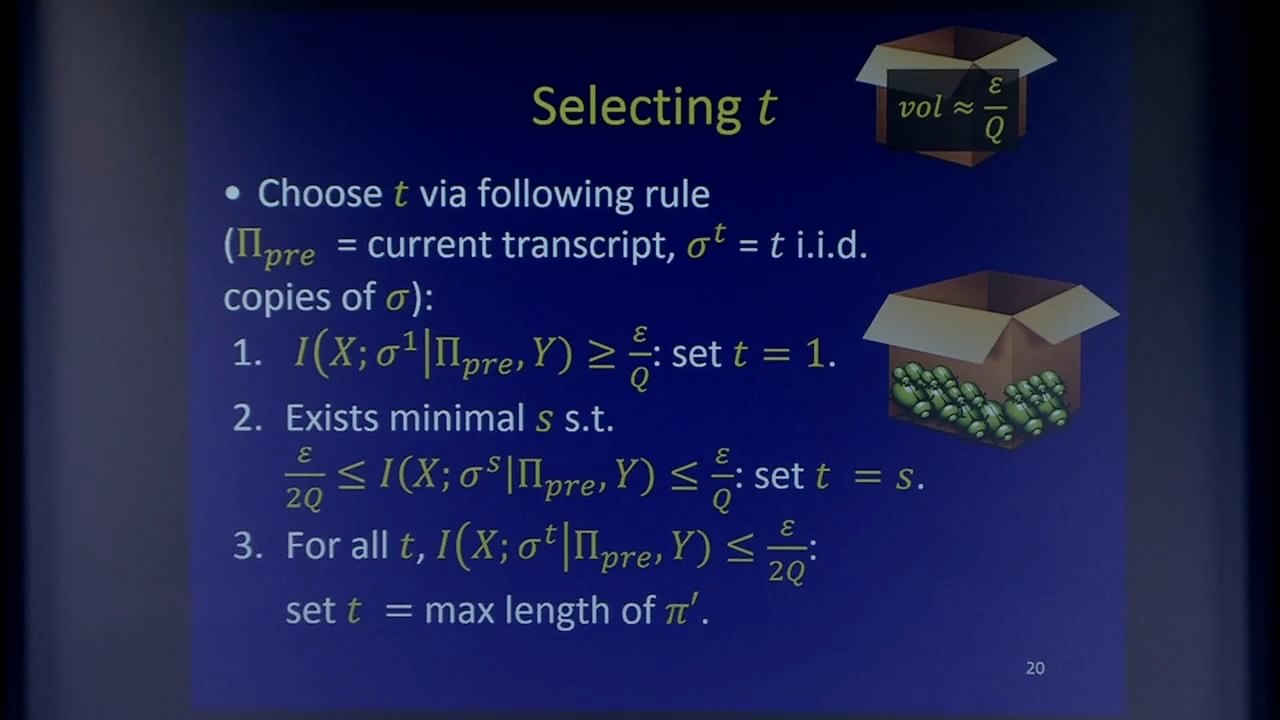 Selecting t
vol ≈ ε/Q
• Choose t via following rule
(Π_pre = current transcript, σ^t = t i.i.d.
copies of σ):
1. I(X; σ^1|Π_pre, Y) ≥ ε/Q: set t = 1.
2. Exists minimal s s.t.
ε/2Q ≤ I(X; σ^s|Π_pre, Y) ≤ ε/Q: set t = s.
3. For all t, I(X; σ^t|Π_pre, Y) ≤ ε/2Q:
set t = max length of π′.
20